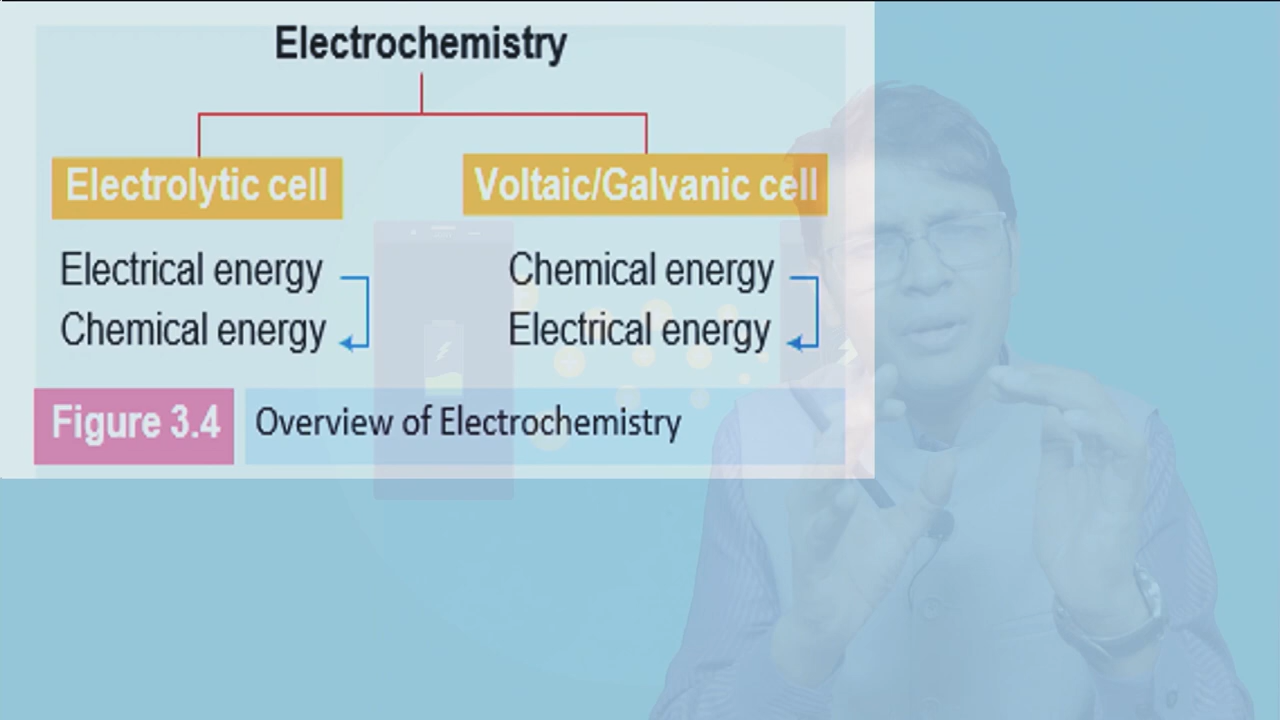 Electrochemistry
Electrolytic cell
Electrical energy
Chemical energy
Voltaic/Galvanic cell
Chemical energy
Electrical energy
Figure 3.4 Overview of Electrochemistry